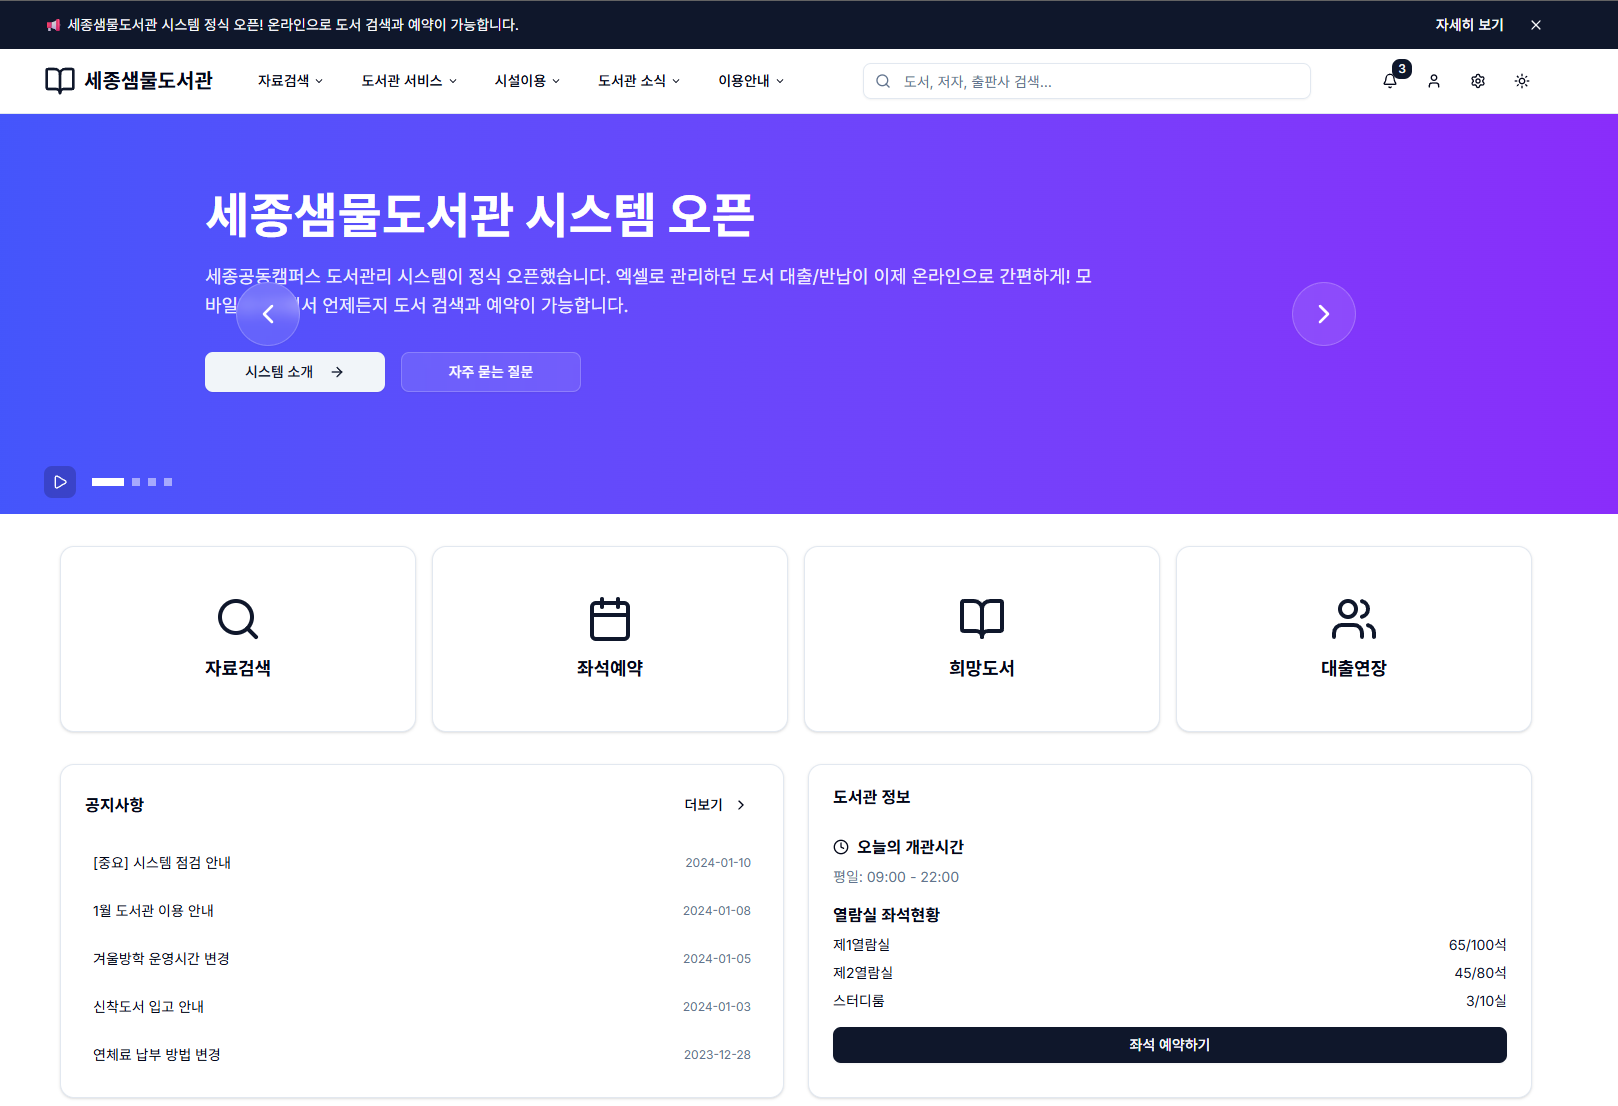 세종샘물도서관 시스템 정식 오픈! 온라인으로 도서 검색과 예약이 가능합니다.
자세히 보기
세종샘물도서관
자료검색
도서관 서비스
시설이용
도서관 소식
이용안내
도서, 저자, 출판사 검색...
3
세종샘물도서관 시스템 오픈
세종공동캠퍼스 도서관리 시스템이 정식 오픈했습니다. 엑셀로 관리하던 도서 대출/반납이 이제 온라인으로 간편하게! 모
바일 언제든지 도서 검색과 예약이 가능합니다.
시스템 소개
자주 묻는 질문
자료검색
좌석예약
희망도서
대출연장
공지사항
더보기
[중요] 시스템 점검 안내 2024-01-10
1월 도서관 이용 안내 2024-01-08
겨울방학 운영시간 변경 2024-01-05
신착도서 입고 안내 2024-01-03
연체료 납부 방법 변경 2023-12-28
도서관 정보
오늘의 개관시간
평일: 09:00 - 22:00
열람실 좌석현황
제1열람실 65/100석
제2열람실 45/80석
스터디룸 3/10실
좌석 예약하기